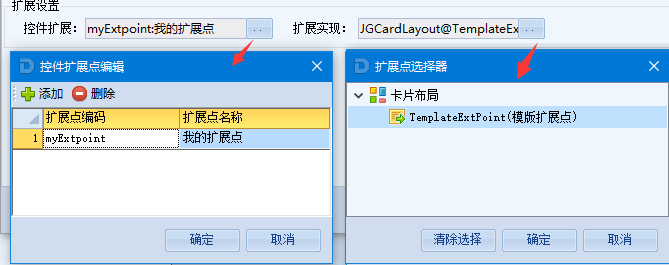 扩展设置
控件扩展: myExtpoint:我的扩展点 .. 扩展实现: JGCardLayout@TemplateEx ..
控件扩展点编辑
添加 删除
扩展点编码 扩展点名称
1 myExtpoint 我的扩展点
确定 取消
扩展点选择器
卡片布局
TemplateExtPoint(模版扩展点)
清除选择 确定 取消